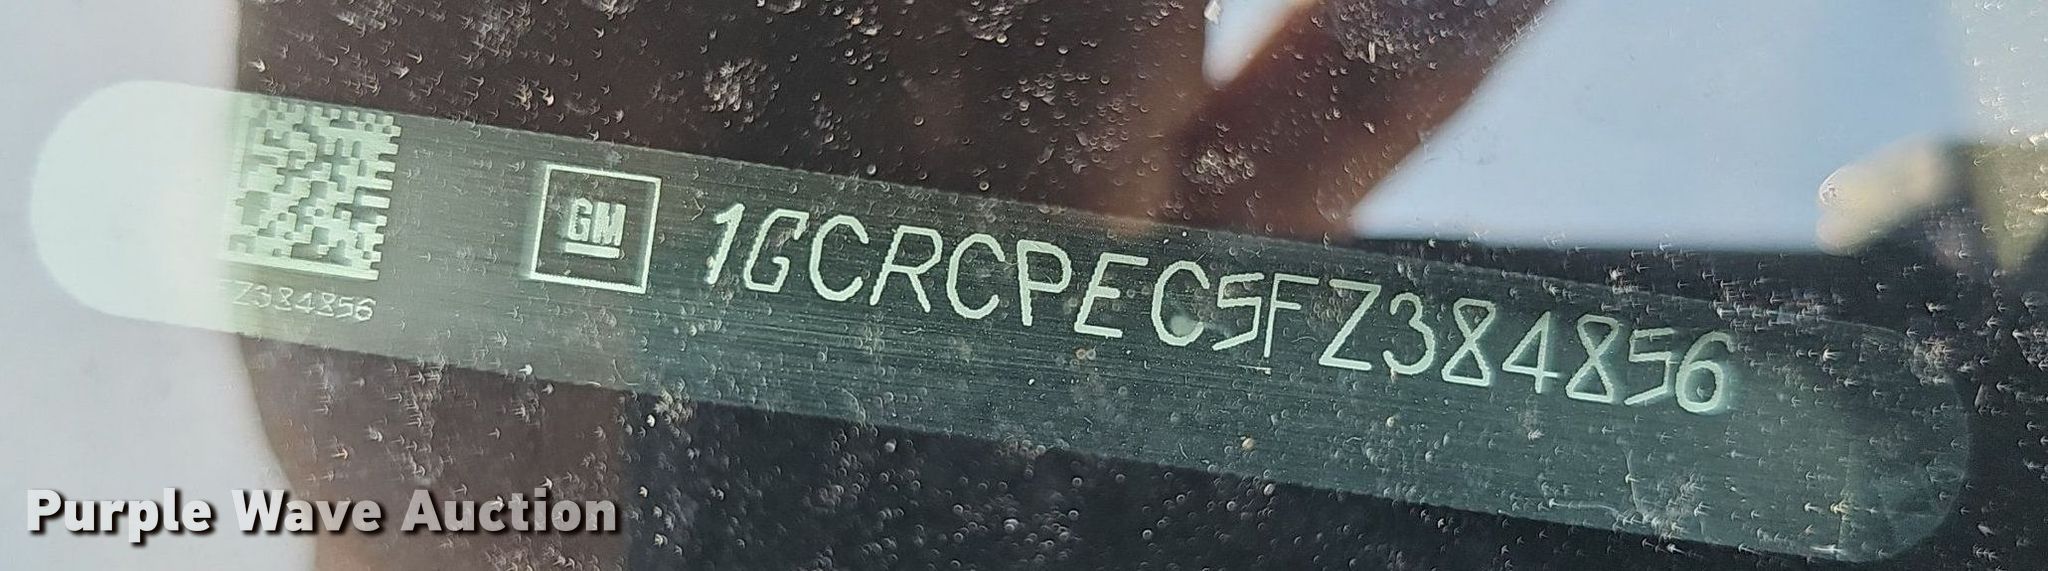 GM 1GCRCPEC5FZ384856
FZ384856
Purple Wave Auction